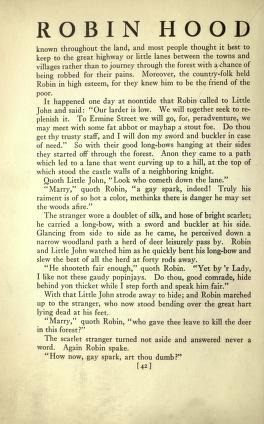 ROBIN HOOD
known throughout the land, and most people thought it best to
keep to the great highway or little lanes between the towns and
villages rather than to journey through the forest with a chance of
being robbed for their pains. Moreover, the country-folk held
Robin in high esteem, for they knew him to be the friend of the
poor.
It happened one day at noontide that Robin called to Little
John and said: "Our larder is low. We will together seek to re-
plenish it. To Ermine Street we will go, for, peradventure, we
may meet with some fat abbot or maybap a stout foe. Do thou
get thy trusty staff, and I will don my sword and buckler in case
of need." So with their good long-bows hanging at their sides
they started off through the forest. Anon they came to a path
which led to a lane that went curving up to a hill, at the top of
which stood the castle walls of a neighboring knight.
Quoth Little John, "Look who cometh down the lane."
"Marry," quoth Robin, "a gay spark, indeed! Truly his
raiment is of so hot a color, methinks there is danger he may set
the woods afire."
The stranger wore a doublet of silk, and hose of bright scarlet;
he carried a long-bow, with a sword and buckler at his side.
Glancing from side to side as he came, he perceived down a
narrow woodland path a herd of deer leisurely pass by. Robin
and Little John watched him as he quickly bent his long-bow and
slew the best of all the herd at forty rods away.
"He shooteth fair enough," quoth Robin. "Yet by 'r Lady,
I like not these gaudy popinjays. Do thou, good comrade, hide
behind yon thicket while I step forth and speak him fair."
With that Little John strode away to hide; and Robin marched
up to the stranger, who now stood bending over the great hart
lying dead at his feet.
"Marry," quoth Robin, "who gave thee leave to kill the deer
in this forest?"
The scarlet stranger turned not aside and answered never a
word. Again Robin spake.
"How now, gay spark, art thou dumb?"
[42]